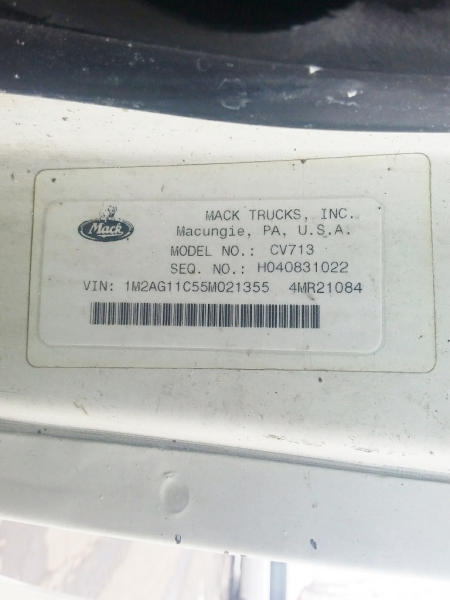 Mack
MACK TRUCKS, INC.
Macungie, PA, U.S.A.
MODEL NO.: CV713
SEQ. NO.: H040831022
VIN: 1M2AG11C55M021355 4MR21084